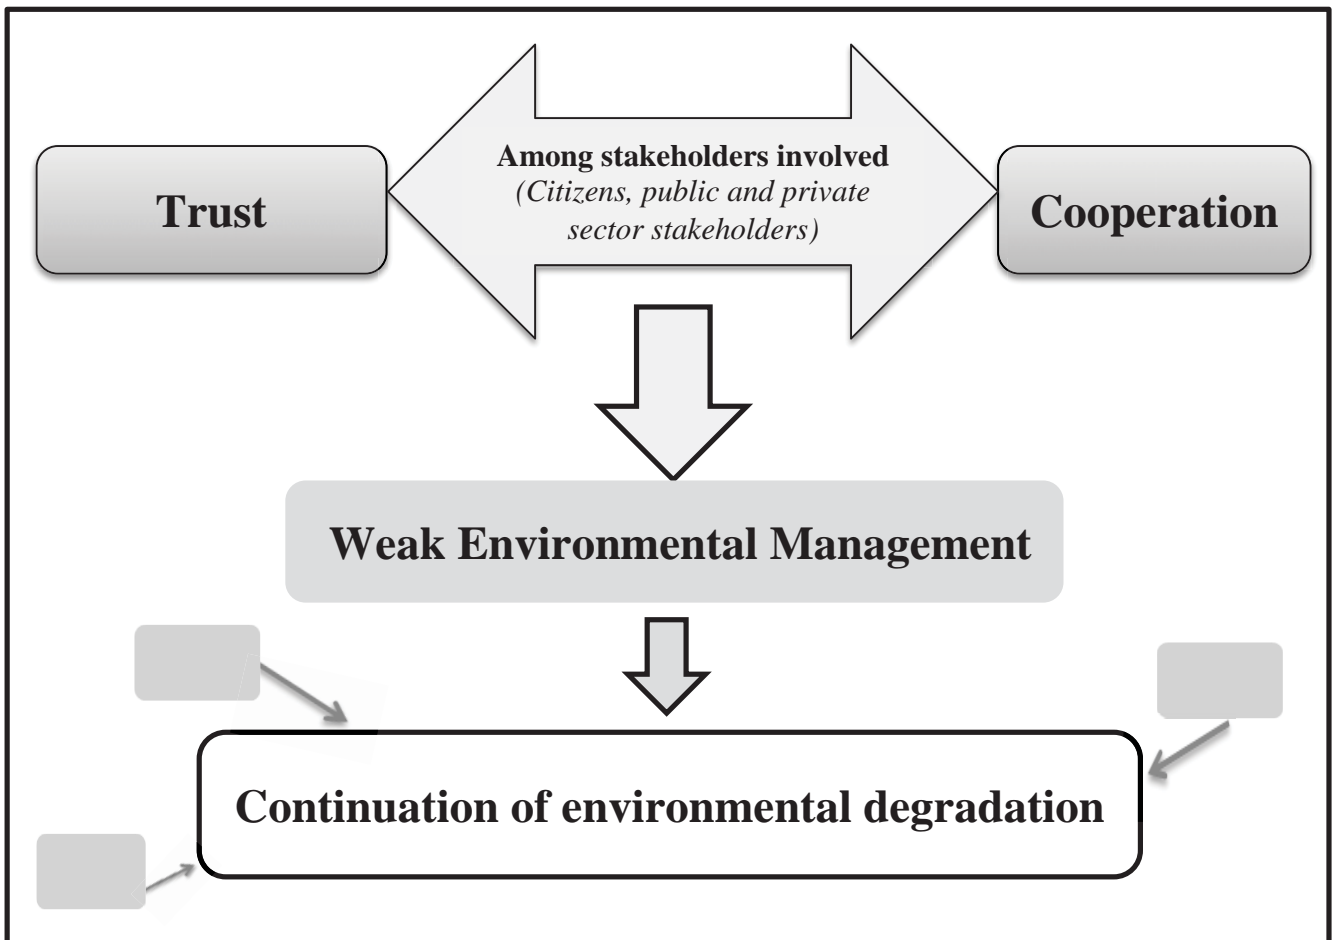 Trust
Among stakeholders involved
(Citizens, public and private
sector stakeholders)
Cooperation
Weak Environmental Management
Continuation of environmental degradation